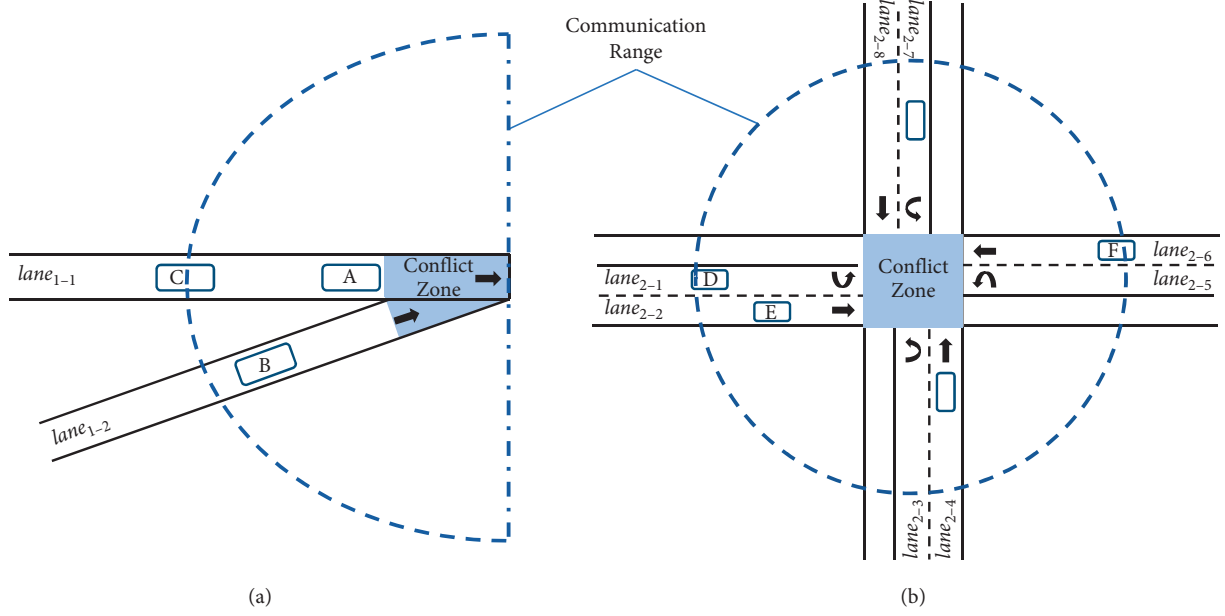 Communication
Range
lane1–1
C
A
Conflict
Zone
B
lane1–2
(a)
lane2–8
lane2–7
lane2–1
D
lane2–2
E
Conflict
Zone
F
lane2–6
lane2–5
lane2–3
lane2–4
(b)